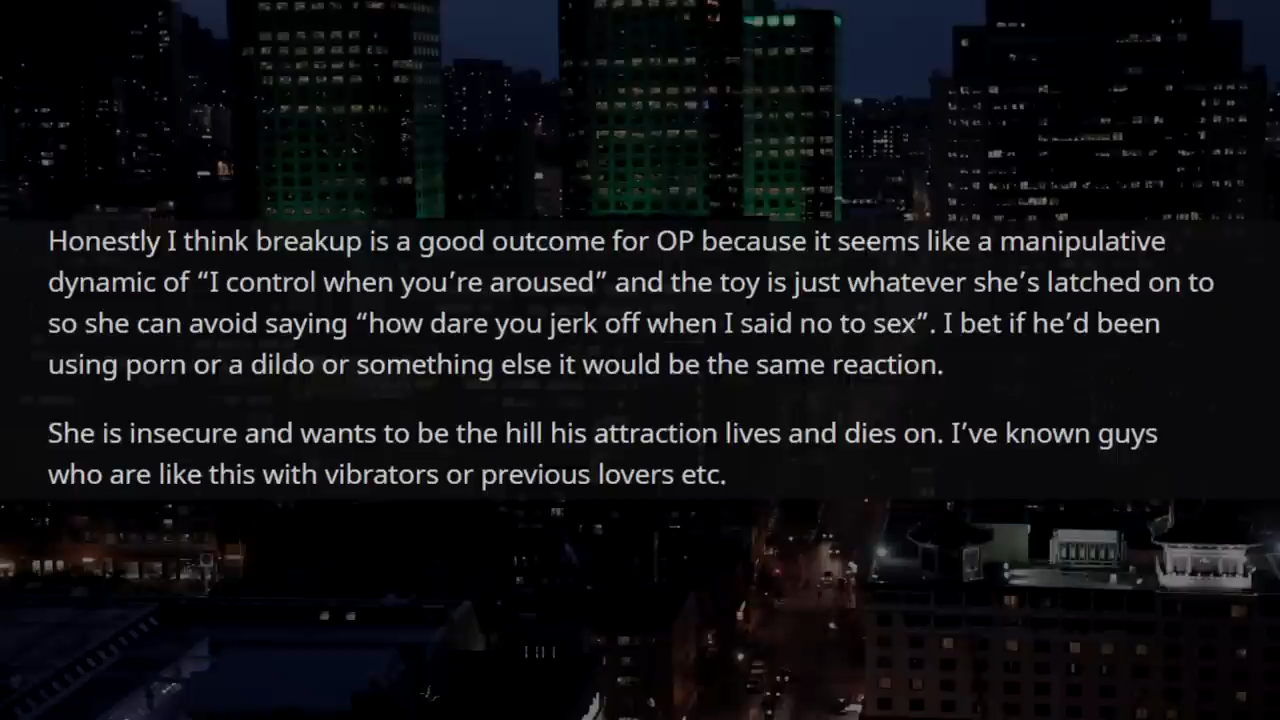 Honestly I think breakup is a good outcome for OP because it seems like a manipulative
dynamic of “I control when you’re aroused” and the toy is just whatever she’s latched on to
so she can avoid saying “how dare you jerk off when I said no to sex”. I bet if he’d been
using porn or a dildo or something else it would be the same reaction.
She is insecure and wants to be the hill his attraction lives and dies on. I’ve known guys
who are like this with vibrators or previous lovers etc.